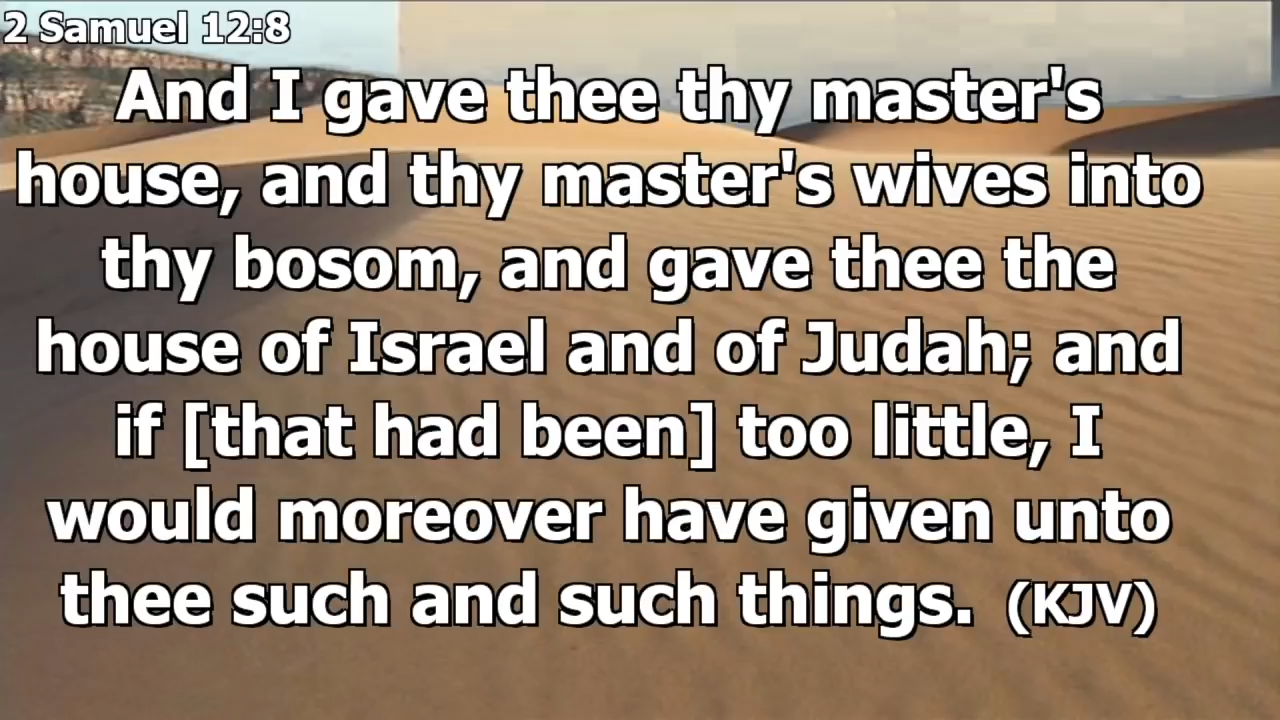 2 Samuel 12:8
And I gave thee thy master's
house, and thy master's wives into
thy bosom, and gave thee the
house of Israel and of Judah; and
if [that had been] too little, I
would moreover have given unto
thee such and such things. (KJV)